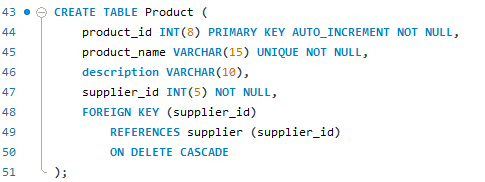 43 CREATE TABLE Product (
44 product_id INT(8) PRIMARY KEY AUTO_INCREMENT NOT NULL,
45 product_name VARCHAR(15) UNIQUE NOT NULL,
46 description VARCHAR(10),
47 supplier_id INT(5) NOT NULL,
48 FOREIGN KEY (supplier_id)
49 REFERENCES supplier (supplier_id)
50 ON DELETE CASCADE
51 );